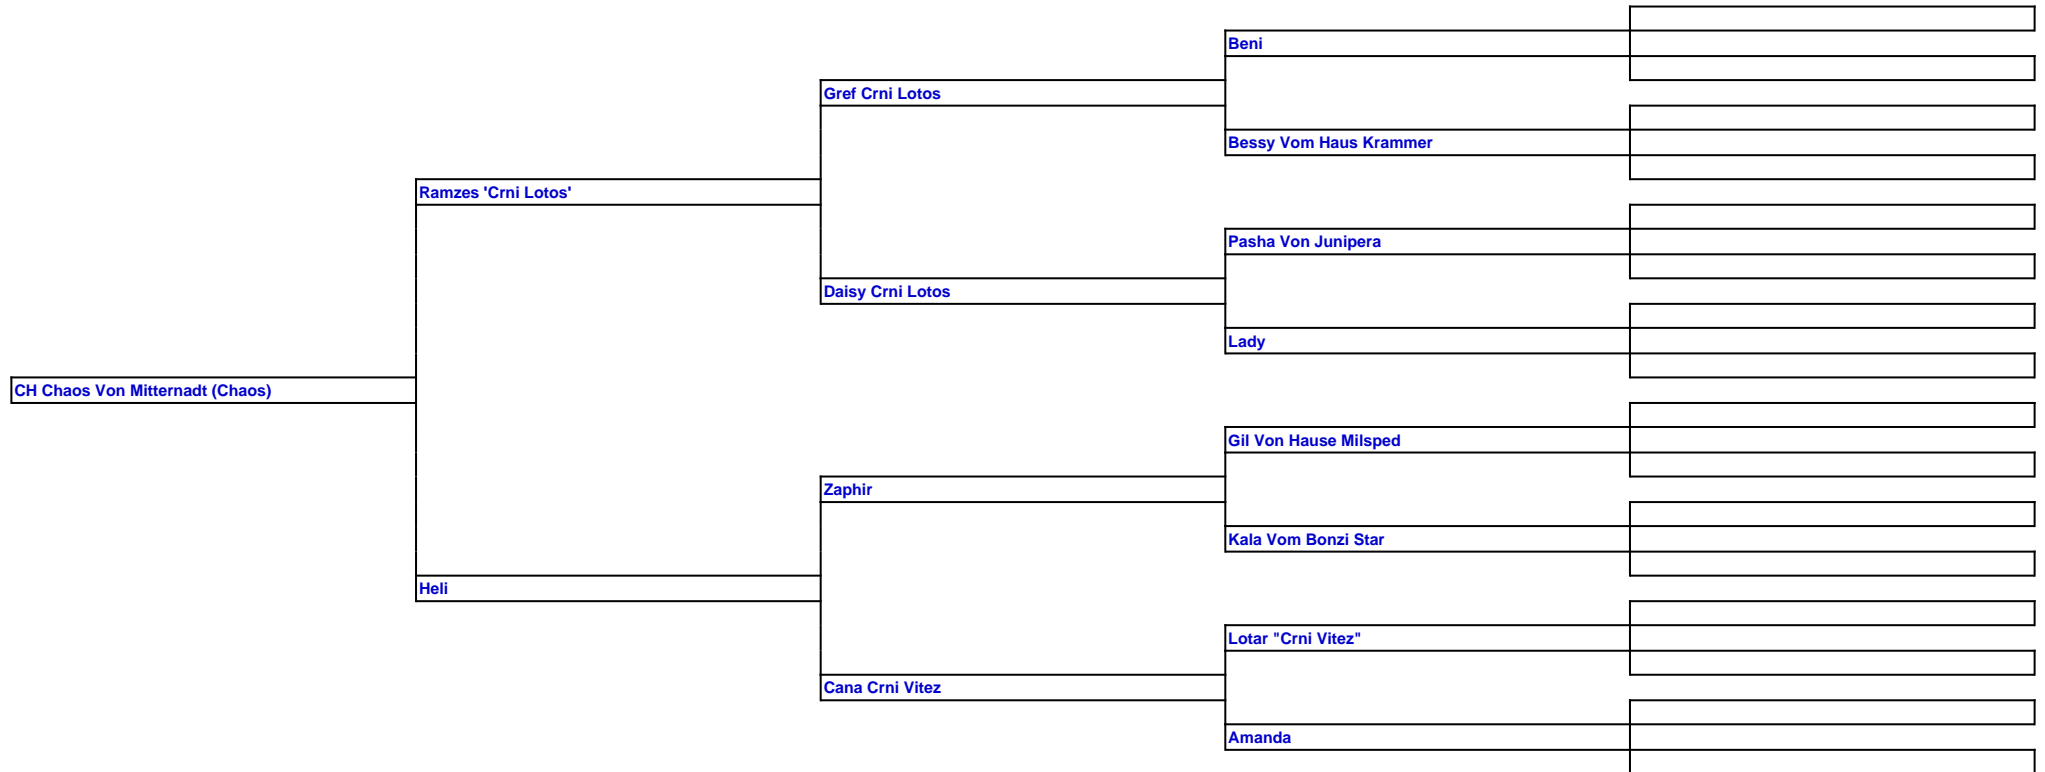 Beni
Gref Crni Lotos
Bessy Vom Haus Krammer
Ramzes 'Crni Lotos'
Pasha Von Junipera
Daisy Crni Lotos
Lady
CH Chaos Von Mitternadt (Chaos)
Gil Von Hause Milsped
Zaphir
Kala Vom Bonzi Star
Heli
Lotar "Crni Vitez"
Cana Crni Vitez
Amanda